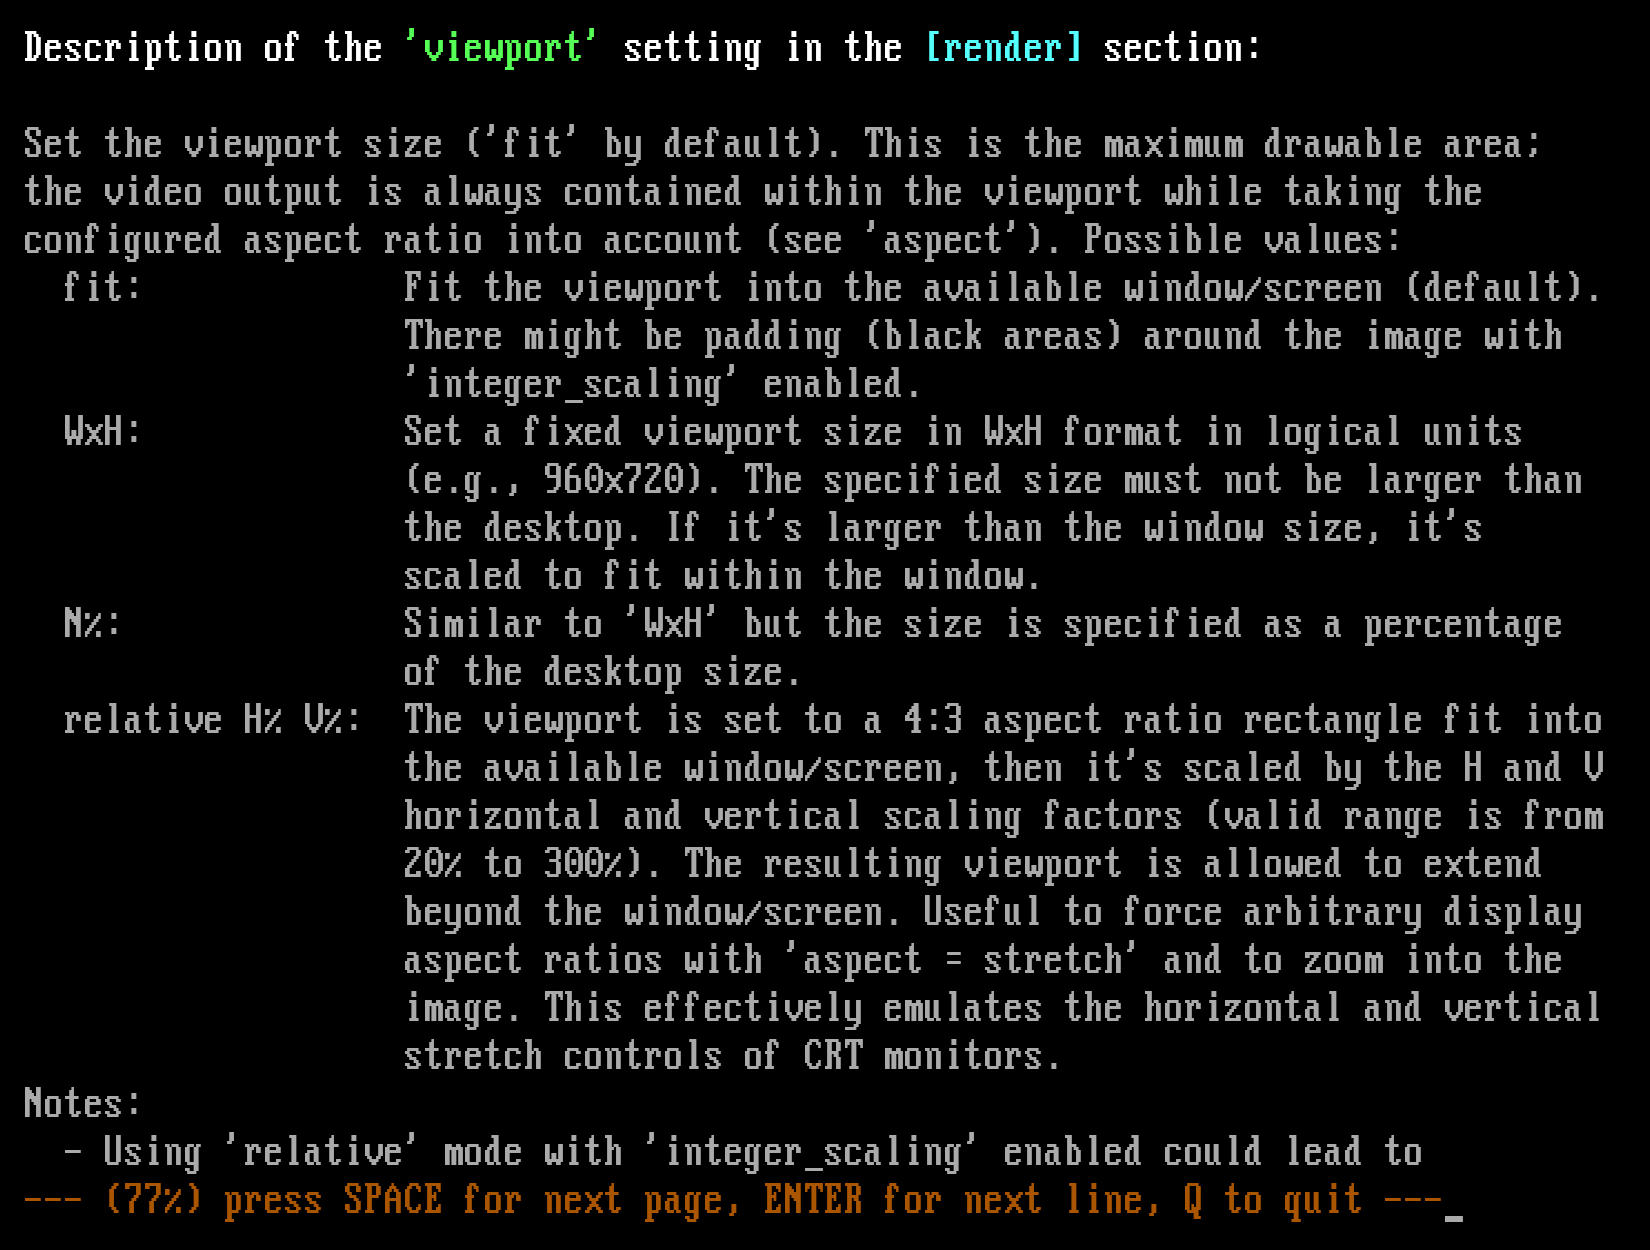 Description of the 'viewport' setting in the [render] section:
Set the viewport size ('fit' by default). This is the maximum drawable area;
the video output is always contained within the viewport while taking the
configured aspect ratio into account (see 'aspect'). Possible values:
fit: Fit the viewport into the available window/screen (default).
There might be padding (black areas) around the image with
'integer_scaling' enabled.
WxH: Set a fixed viewport size in WxH format in logical units
(e.g., 960x720). The specified size must not be larger than
the desktop. If it's larger than the window size, it's
scaled to fit within the window.
N%: Similar to 'WxH' but the size is specified as a percentage
of the desktop size.
relative H% V%: The viewport is set to a 4:3 aspect ratio rectangle fit into
the available window/screen, then it's scaled by the H and V
horizontal and vertical scaling factors (valid range is from
20% to 300%). The resulting viewport is allowed to extend
beyond the window/screen. Useful to force arbitrary display
aspect ratios with 'aspect = stretch' and to zoom into the
image. This effectively emulates the horizontal and vertical
stretch controls of CRT monitors.
Notes:
- Using 'relative' mode with 'integer_scaling' enabled could lead to
--- (77%) press SPACE for next page, ENTER for next line, Q to quit ---_